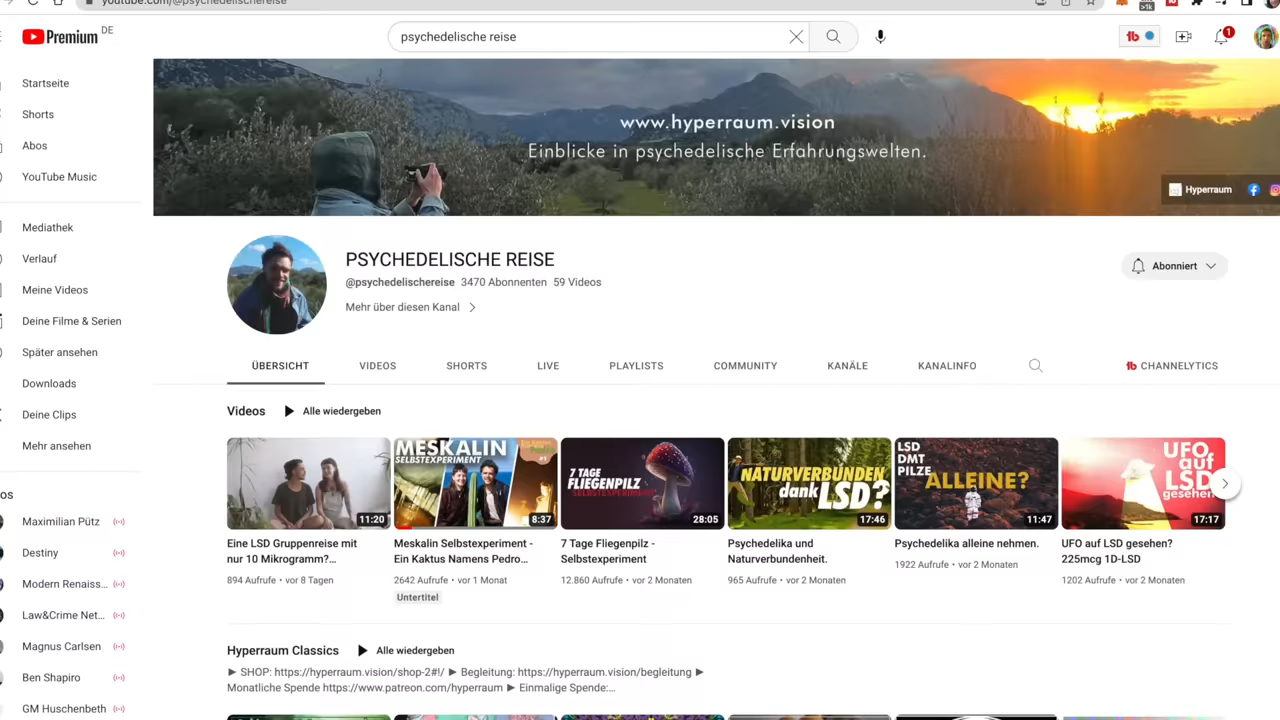 youtube.com/@psychedelischereise
>1k
Premium DE
psychedelische reise
1
Startseite
Shorts
Abos
YouTube Music
Mediathek
Verlauf
Meine Videos
Deine Filme & Serien
Später ansehen
Downloads
Deine Clips
Mehr ansehen
os
Maximilian Pütz
Destiny
Modern Renaiss...
Law&Crime Net...
Magnus Carlsen
Ben Shapiro
GM Huschenbeth
www.hyperraum.vision
Einblicke in psychedelische Erfahrungswelten.
Hyperraum
PSYCHEDELISCHE REISE
@psychedelischereise 3470 Abonnenten 59 Videos
Mehr über diesen Kanal
Abonniert
ÜBERSICHT VIDEOS SHORTS LIVE PLAYLISTS COMMUNITY KANÄLE KANALINFO CHANNELYTICS
Videos Alle wiedergeben
11:20
MESKALIN
SELBSTEXPERIMENT
8:37
7 TAGE
FLIEGENPILZ
SELBSTEXPERIMENT
28:05
NATURVERBUNDEN
dank LSD?
17:46
LSD
DMT
PILZE
ALLEINE?
11:47
UFO
auf
LSD
gesehen
17:17
Eine LSD Gruppenreise mit
nur 10 Mikrogramm?...
894 Aufrufe • vor 8 Tagen
Meskalin Selbstexperiment -
Ein Kaktus Namens Pedro...
2642 Aufrufe • vor 1 Monat
Untertitel
7 Tage Fliegenpilz -
Selbstexperiment
12.860 Aufrufe • vor 2 Monaten
Psychedelika und
Naturverbundenheit.
965 Aufrufe • vor 2 Monaten
Psychedelika alleine nehmen.
1922 Aufrufe • vor 2 Monaten
UFO auf LSD gesehen?
225mcg 1D-LSD
1202 Aufrufe • vor 2 Monaten
Hyperraum Classics Alle wiedergeben
► SHOP: https://hyperraum.vision/shop-2#!/ ► Begleitung: https://hyperraum.vision/begleitung ►
Monatliche Spende https://www.patreon.com/hyperraum ► Einmalige Spende:...